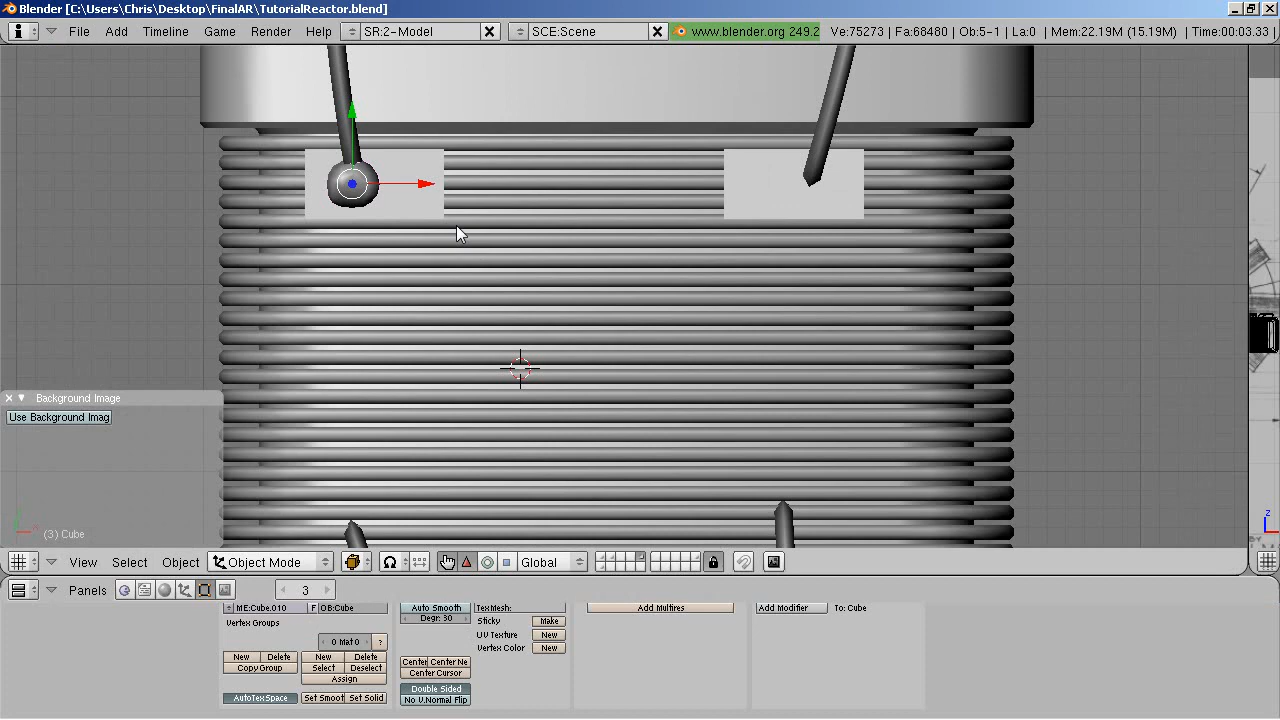 Blender [C:\Users\Chris\Desktop\FinalAR\TutorialReactor.blend]
File Add Timeline Game Render Help SR:2-Model SCE:Scene www.blender.org 249.2 Ve:75273 | Fa:68480 | Ob:5-1 | La:0 | Mem:22.19M (15.19M) | Time:00:03.33
Background Image
Use Background Imag
(3) Cube
z
View Select Object Object Mode Global
Panels 3
ME:Cube.010 F OB:Cube Auto Smooth TexMesh: Add Multires Add Modifier To: Cube
Degr: 30 Sticky Make
Vertex Groups
0 Mat 0 ? UV Texture New
Vertex Color New
New Delete New Delete Center Center Ne
Copy Group Select Deselect Center Cursor
Assign
Double Sided
AutoTexSpace Set Smoot Set Solid No V.Normal Flip